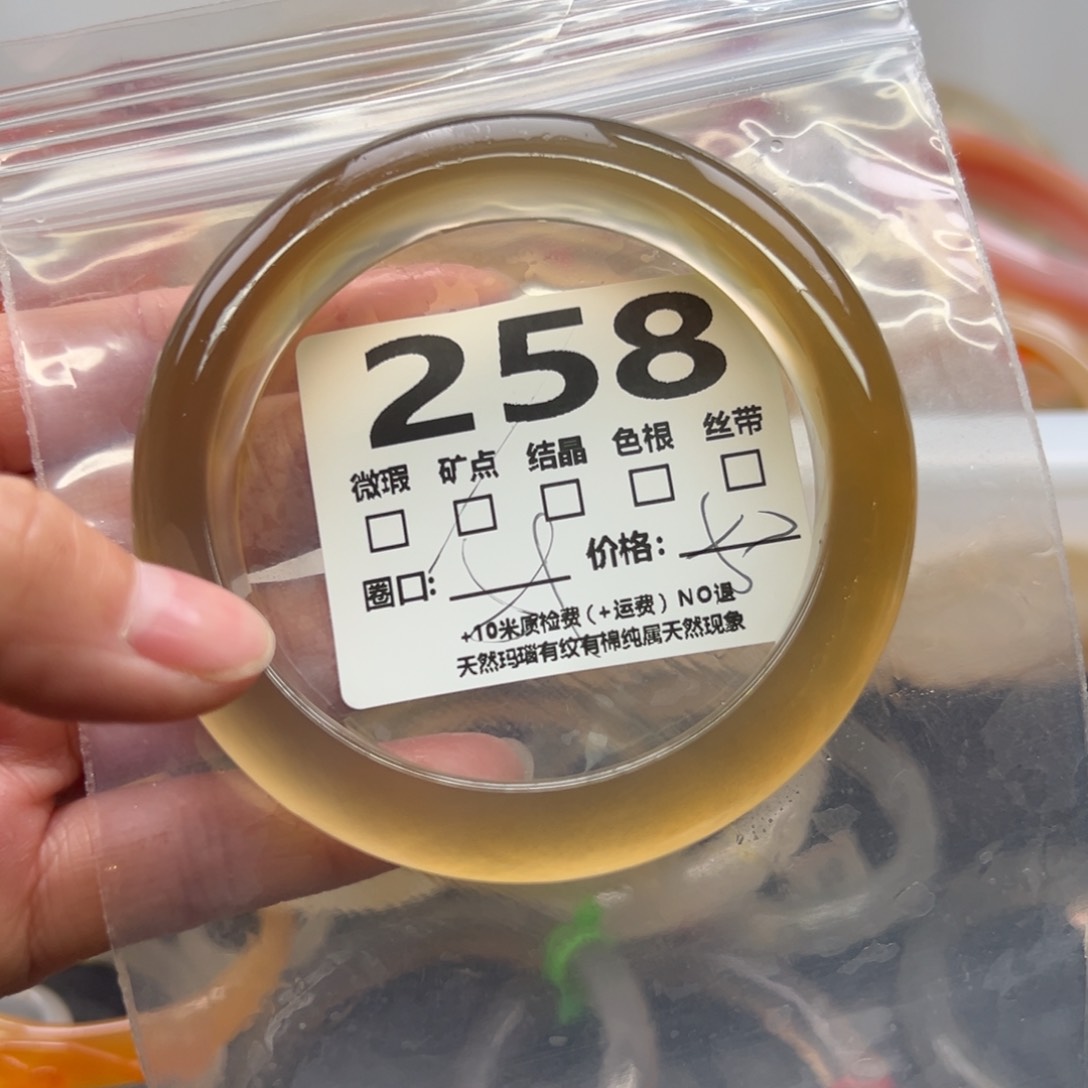 258
微瑕 矿点 结晶 色根 丝带
圈口: 价格:
+10米质检费(+运费) NO退
天然玛瑙有纹有棉纯属天然现象